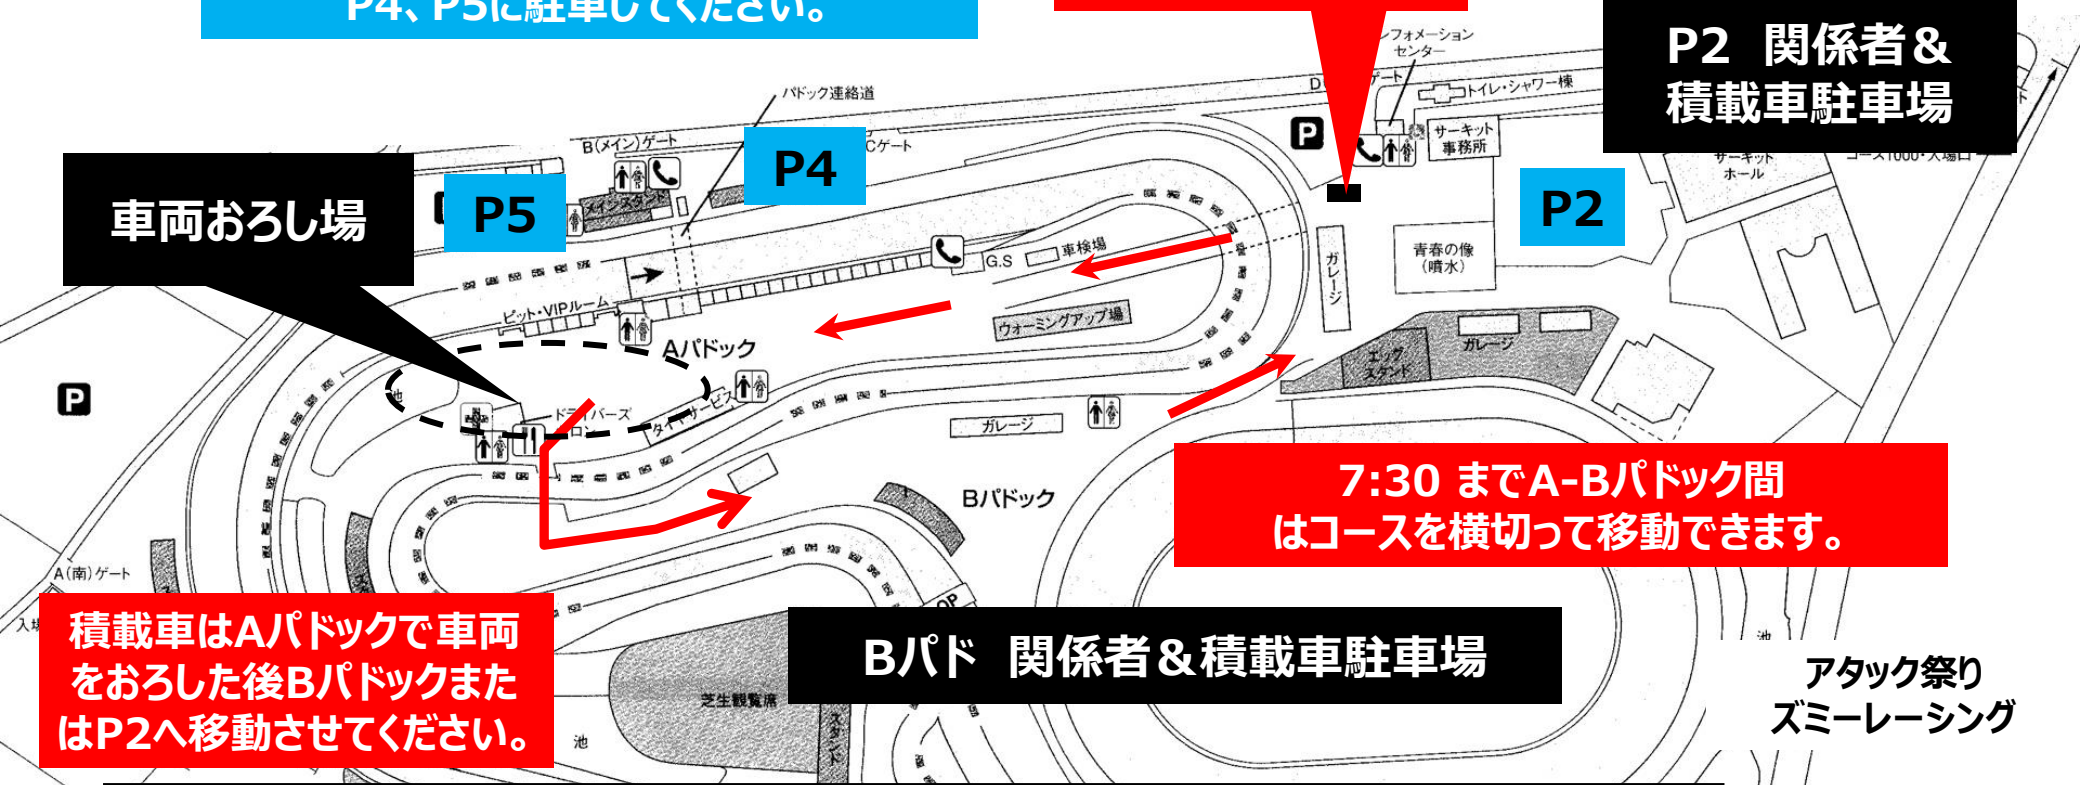 P4、P5に駐車してください。
P2 関係者&
積載車駐車場
フォメーション
センター
ゲート
トイレ・シャワー棟
パドック連絡道
B(メイン)ゲート
Cゲート
P
サーキット
事務所
サーキット
ホール
コース1000・入場口
P4
P5
P2
車両おろし場
メインスタンド
G.S
車検場
ガレージ
青春の像
(噴水)
ピット・VIPルーム
ウォーミングアップ場
Aパドック
エッグ
スタンド
ガレージ
P
池
ドライバーズ
ロン
タイヤサービス
ガレージ
Bパドック
7:30 までA-Bパドック間
はコースを横切って移動できます。
A(南)ゲート
積載車はAパドックで車両
をおろした後Bパドックまた
はP2へ移動させてください。
Bパド 関係者&積載車駐車場
芝生観覧席
スタンド
池
池
アタック祭り
ズミーレーシング